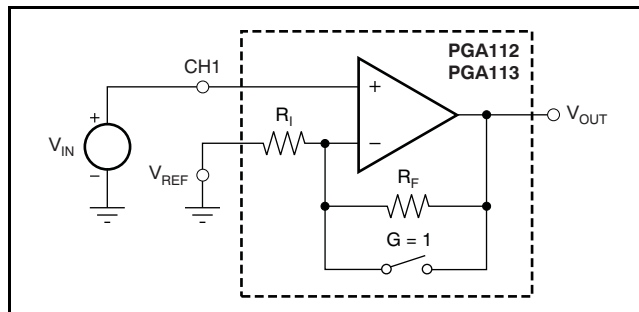 PGA112
PGA113
CH1
+
+
R_I
−
V_OUT
V_IN
−
V_REF
R_F
G = 1